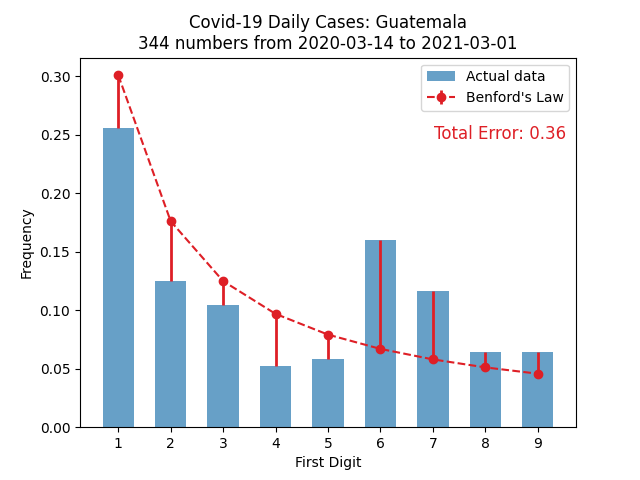 Covid-19 Daily Cases: Guatemala
344 numbers from 2020-03-14 to 2021-03-01
Actual data
Benford's Law
Total Error: 0.36
Frequency
0.30
0.25
0.20
0.15
0.10
0.05
0.00
1 2 3 4 5 6 7 8 9
First Digit